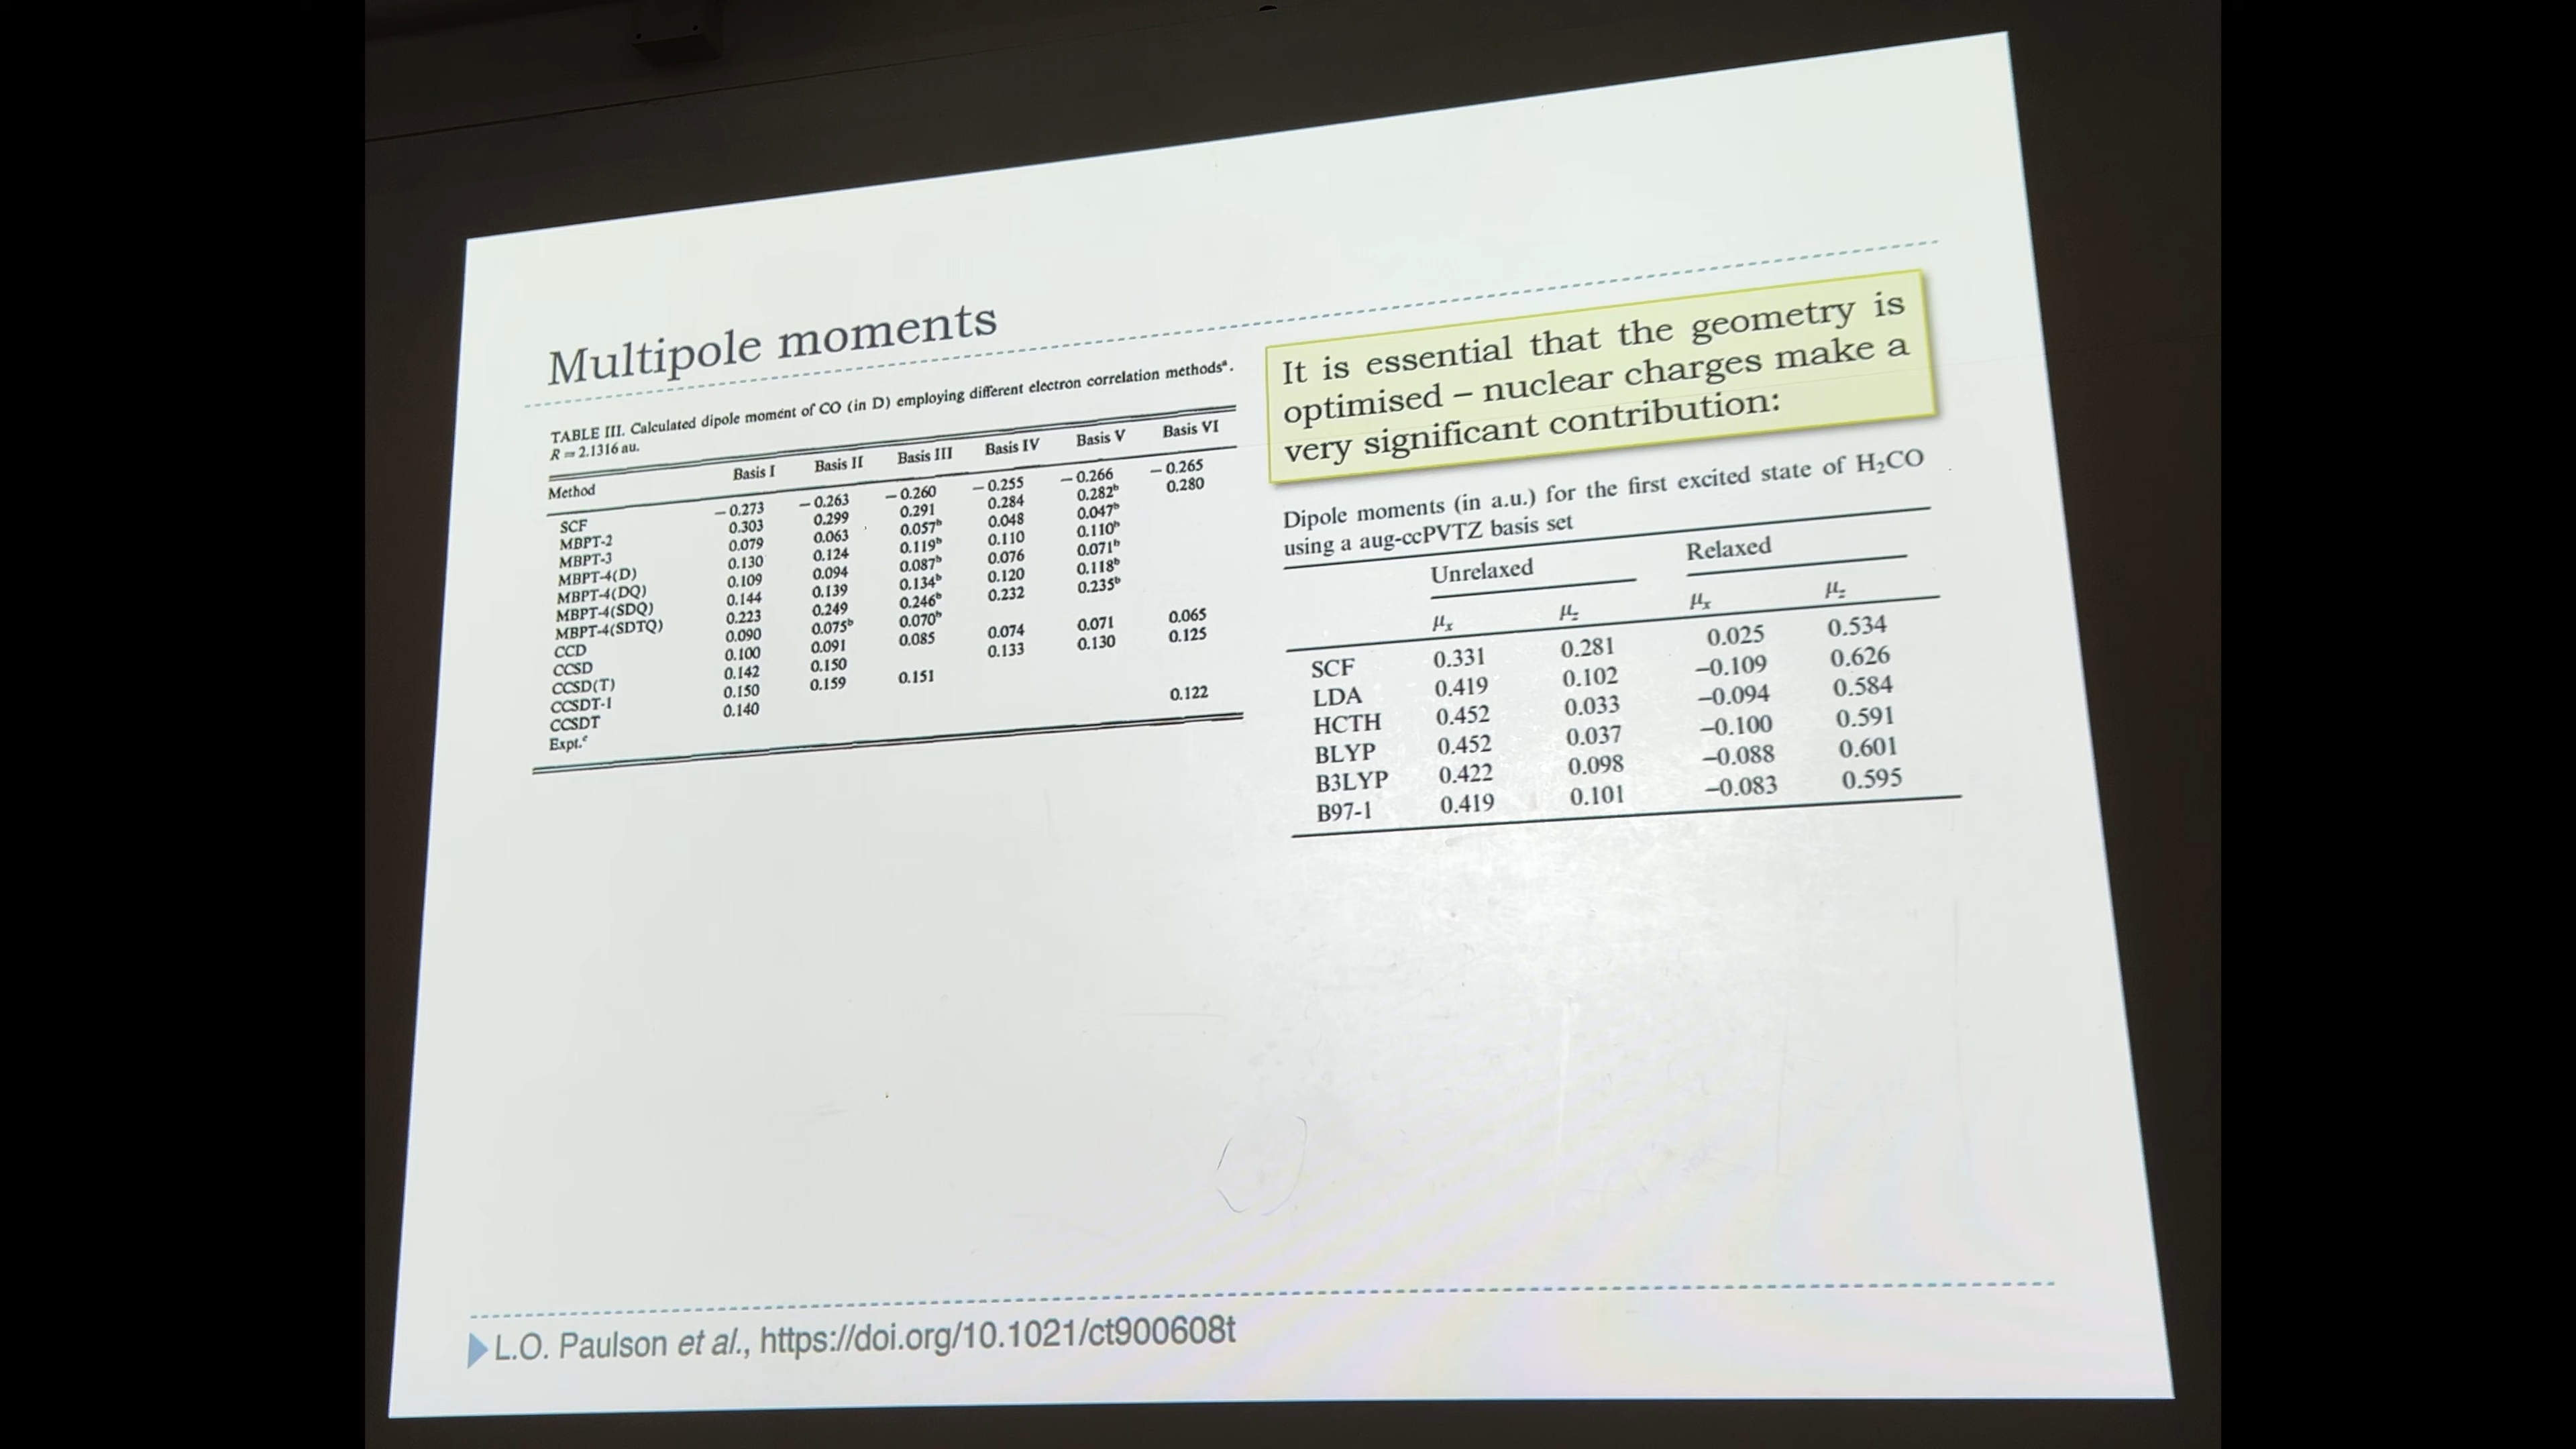 Multipole moments
TABLE III. Calculated dipole moment of CO (in D) employing different electron correlation methodsᵃ.
R = 2.1316 au.
Method Basis I Basis II Basis III Basis IV Basis V Basis VI
SCF − 0.273 − 0.263 − 0.260 − 0.255 − 0.266 − 0.265
MBPT-2 0.303 0.299 0.291 0.284 0.282ᵇ 0.280
MBPT-3 0.079 0.063 0.057ᵇ 0.048 0.047ᵇ
MBPT-4(D) 0.130 0.124 0.119ᵇ 0.110 0.110ᵇ
MBPT-4(DQ) 0.109 0.094 0.087ᵇ 0.076 0.071ᵇ
MBPT-4(SDQ) 0.144 0.139 0.134ᵇ 0.120 0.118ᵇ
MBPT-4(SDTQ) 0.223 0.249 0.246ᵇ 0.232 0.235ᵇ
CCD 0.090 0.075ᵇ 0.070ᵇ
CCSD 0.100 0.091 0.085 0.074 0.071 0.065
CCSD(T) 0.142 0.150 0.133 0.130 0.125
CCSDT-1 0.150 0.159 0.151
CCSDT 0.140
Expt.ᶜ 0.122
It is essential that the geometry is
optimised – nuclear charges make a
very significant contribution:
Dipole moments (in a.u.) for the first excited state of H₂CO
using a aug-ccPVTZ basis set
Unrelaxed Relaxed
μₓ μ_z μₓ μ_z
SCF 0.331 0.281 0.025 0.534
LDA 0.419 0.102 −0.109 0.626
HCTH 0.452 0.033 −0.094 0.584
BLYP 0.452 0.037 −0.100 0.591
B3LYP 0.422 0.098 −0.088 0.601
B97-1 0.419 0.101 −0.083 0.595
L.O. Paulson et al., https://doi.org/10.1021/ct900608t